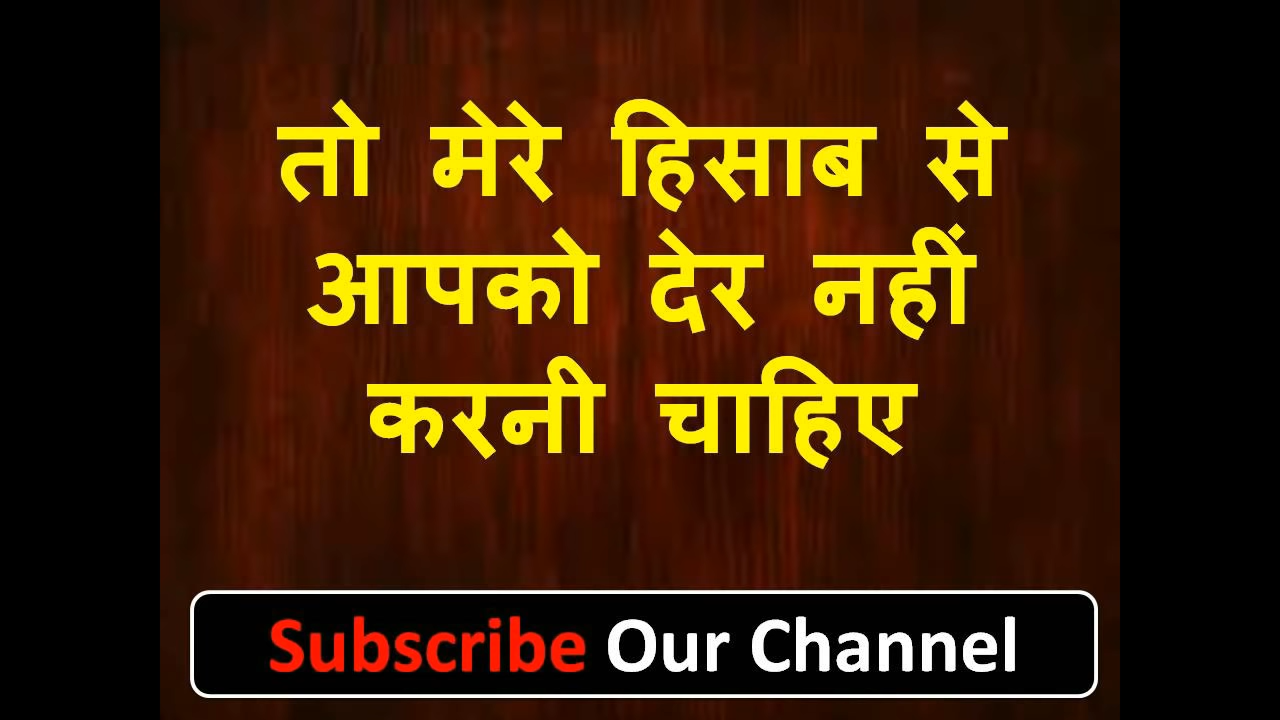 तो मेरे हिसाब से
आपको देर नहीं
करनी चाहिए
Subscribe Our Channel